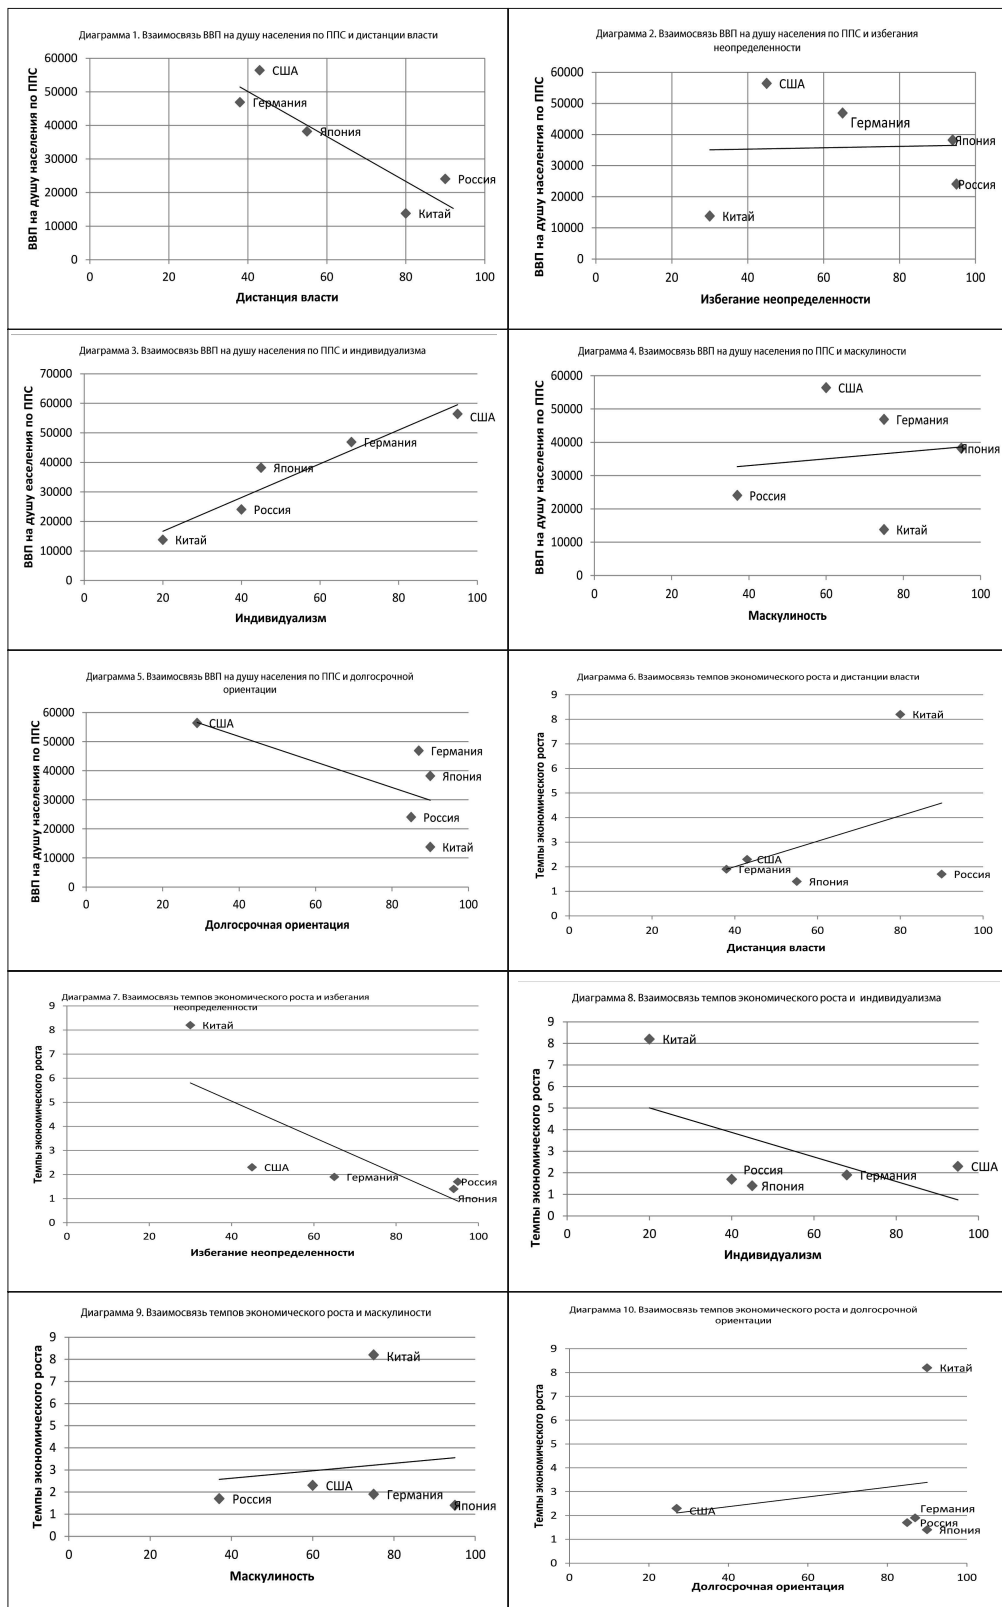 Диаграмма 1. Взаимосвязь ВВП на душу населения по ППС и дистанции власти
ВВП на душу населения по ППС
60000
50000
40000
30000
20000
10000
0
США
Германия
Япония
Россия
Китай
0 20 40 60 80 100
Дистанция власти
Диаграмма 2. Взаимосвязь ВВП на душу населения по ППС и избегания
неопределенности
ВВП на душу населенгия по ППС
60000
50000
40000
30000
20000
10000
0
США
Германия
Япония
Россия
Китай
0 20 40 60 80 100
Избегание неопределенности
Диаграмма 3. Взаимосвязь ВВП на душу населения по ППС и индивидуализма
ВВП на душу еаселения по ППС
70000
60000
50000
40000
30000
20000
10000
0
США
Германия
Япония
Россия
Китай
0 20 40 60 80 100
Индивидуализм
Диаграмма 4. Взаимосвязь ВВП на душу населения по ППС и маскулиности
ВВП на душу населения по ППС
60000
50000
40000
30000
20000
10000
0
США
Германия
Япония
Россия
Китай
0 20 40 60 80 100
Маскулиность
Диаграмма 5. Взаимосвязь ВВП на душу населения по ППС и долгосрочной
ориентации
ВВП на душу населения по ППС
60000
50000
40000
30000
20000
10000
0
США
Германия
Япония
Россия
Китай
0 20 40 60 80 100
Долгосрочная ориентация
Диаграмма 6. Взаимосвязь темпов экономического роста и дистанции власти
Темпы экономического роста
9
8
7
6
5
4
3
2
1
0
Китай
США
Германия
Япония
Россия
0 20 40 60 80 100
Дистанция власти
Диаграмма 7. Взаимосвязь темпов экономического роста и избегания
неопределенности
Темпы экономического роста
9
8
7
6
5
4
3
2
1
0
Китай
США
Германия
Россия
Япония
0 20 40 60 80 100
Избегание неопределенности
Диаграмма 8. Взаимосвязь темпов экономического роста и индивидуализма
Темпы экономического роста
9
8
7
6
5
4
3
2
1
0
Китай
Россия
Япония
Германия
США
0 20 40 60 80 100
Индивидуализм
Диаграмма 9. Взаимосвязь темпов экономического роста и маскулиности
Темпы экономического роста
9
8
7
6
5
4
3
2
1
0
Китай
Россия
США
Германия
Япония
0 20 40 60 80 100
Маскулиность
Диаграмма 10. Взаимосвязь темпов экономического роста и долгосрочной
ориентации
Темпы экономического роста
9
8
7
6
5
4
3
2
1
0
Китай
США
Германия
Россия
Япония
0 20 40 60 80 100
Долгосрочная ориентация